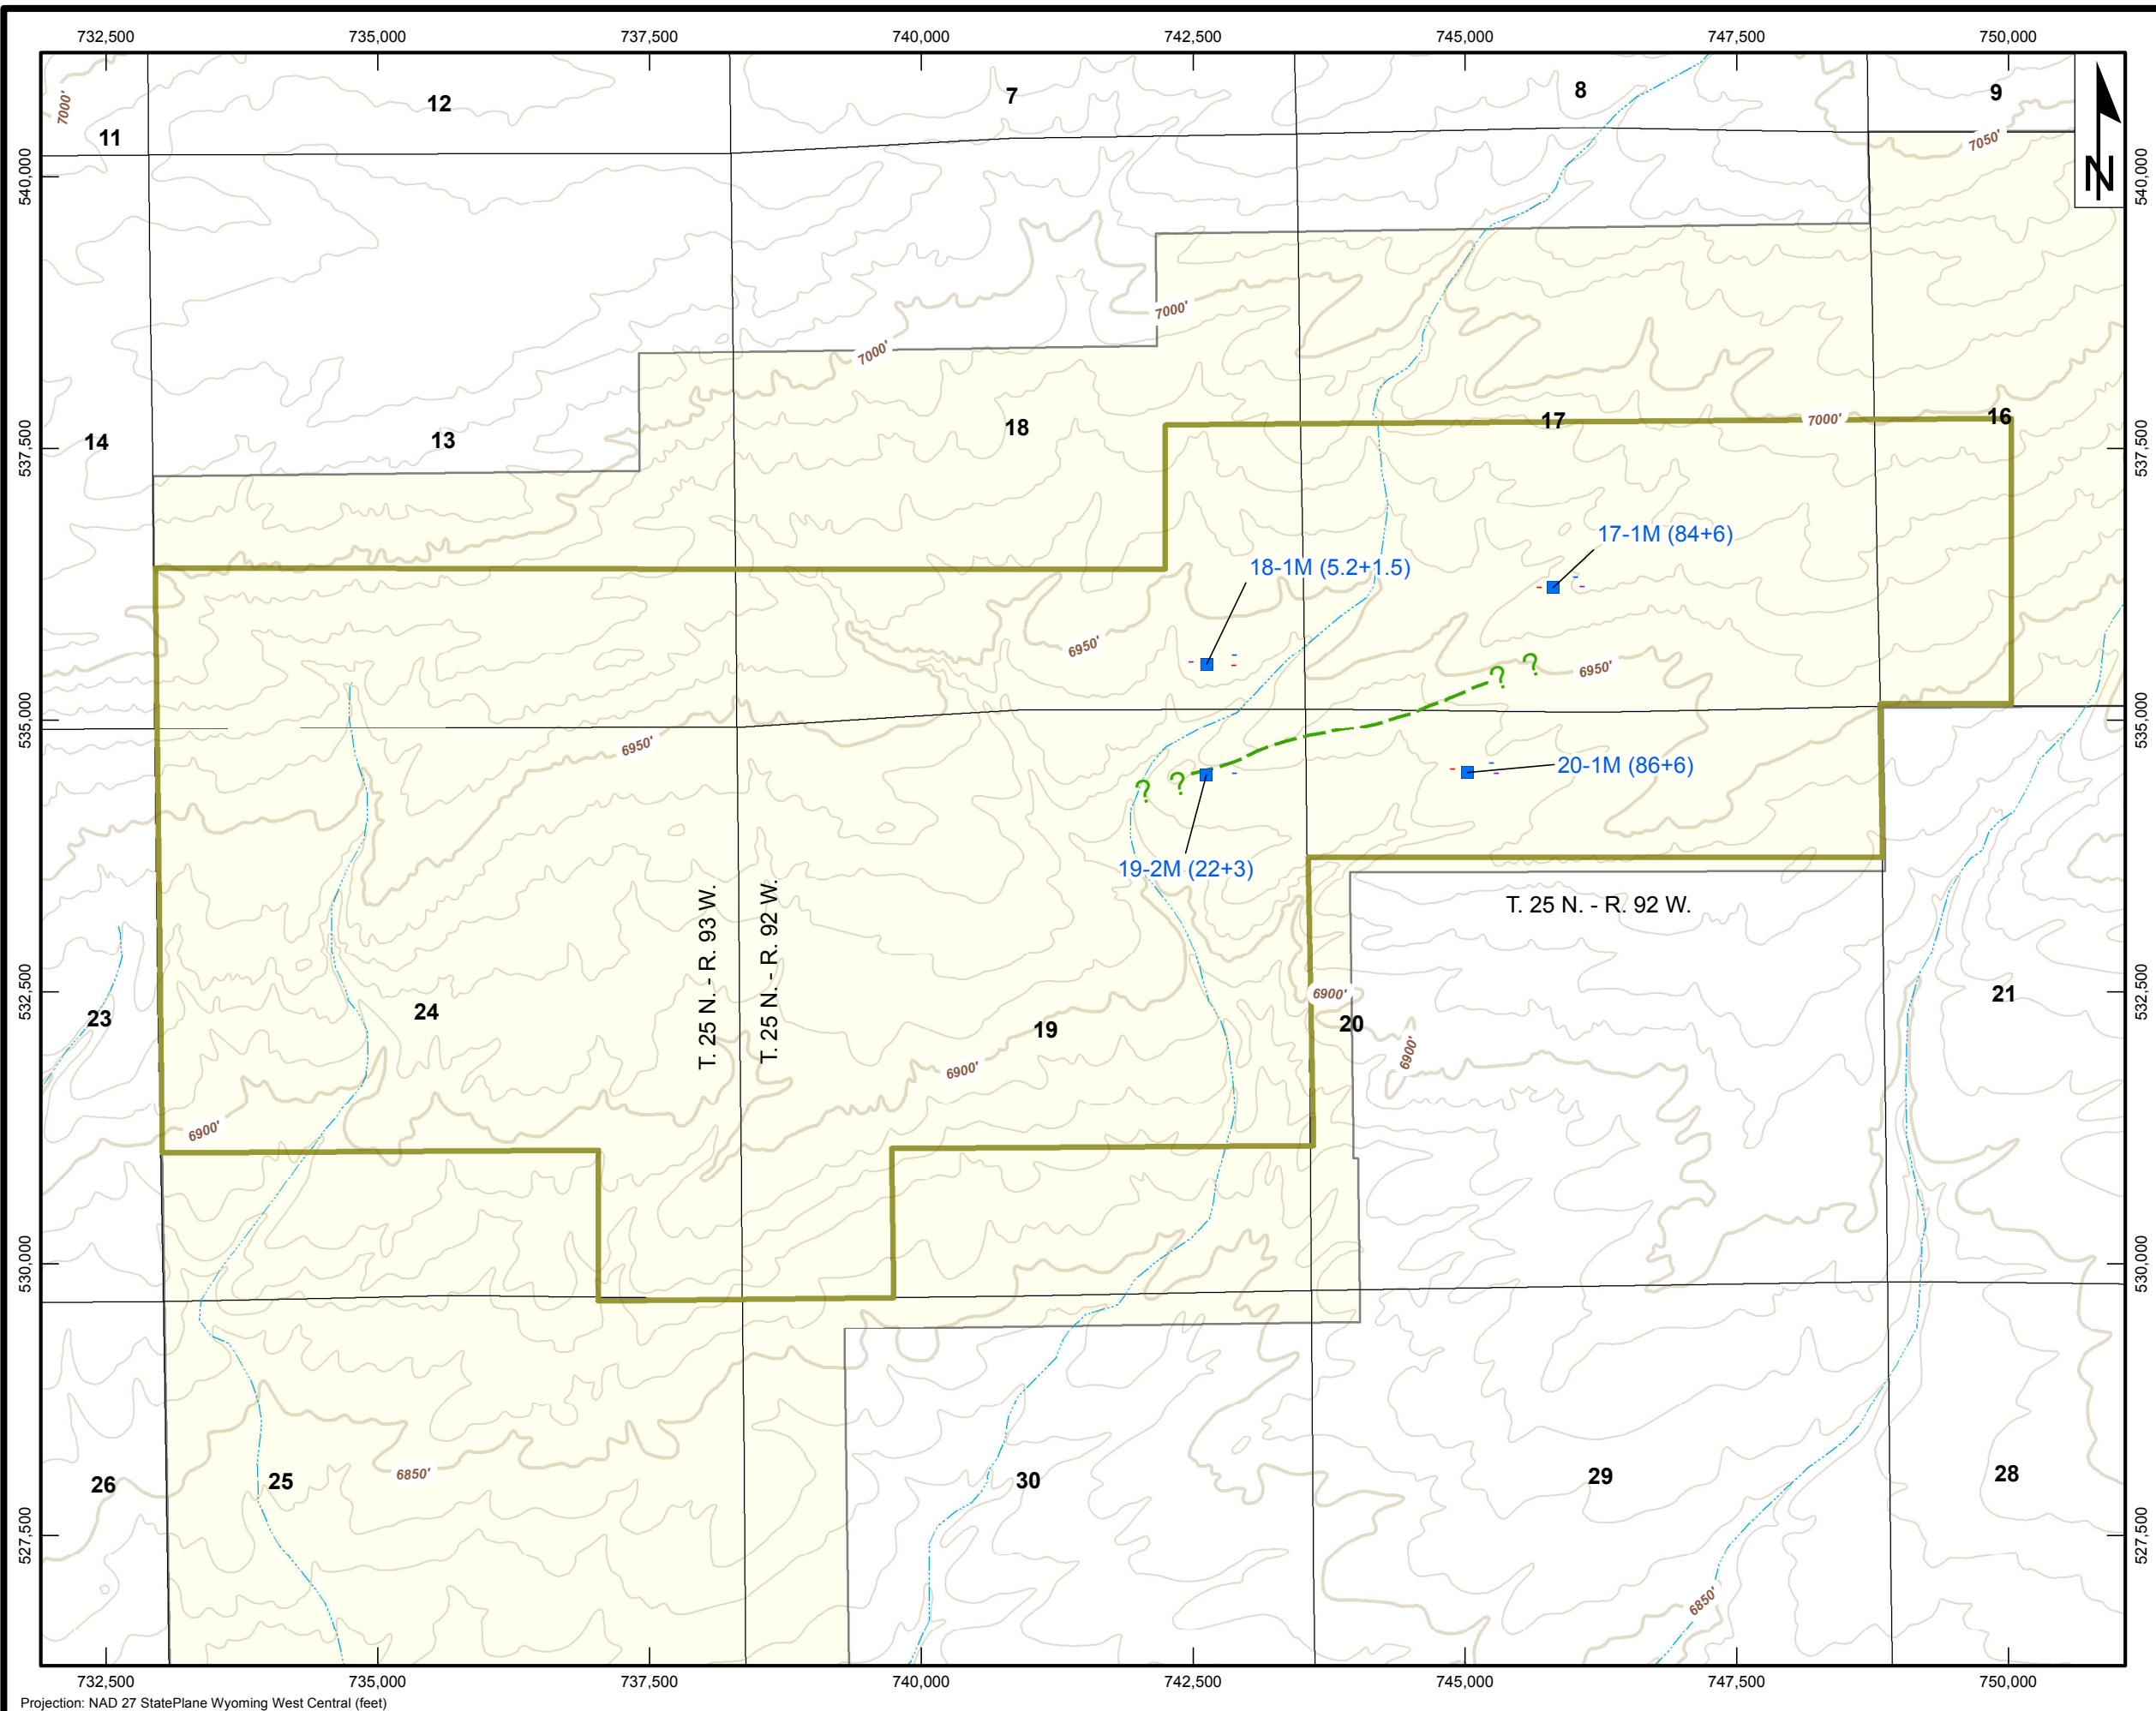 732,500 735,000 737,500 740,000 742,500 745,000 747,500 750,000
12 7 8 9
7000'
11
7050'
540,000 540,000
N
7000'
7000'
7000'
16
17
18
14 13
537,500 537,500
17-1M (84+6)
18-1M (5.2+1.5)
6950'
? ?
6950'
6950'
535,000 535,000
20-1M (86+6)
? ?
19-2M (22+3)
T. 25 N. - R. 92 W.
T. 25 N. - R. 93 W.
T. 25 N. - R. 92 W.
532,500 532,500
6900'
21
23 24 19 20
6900'
6900'
6900'
530,000 530,000
6850'
26 25 30 29 28
527,500 527,500
6850'
732,500 735,000 737,500 740,000 742,500 745,000 747,500 750,000
Projection: NAD 27 StatePlane Wyoming West Central (feet)